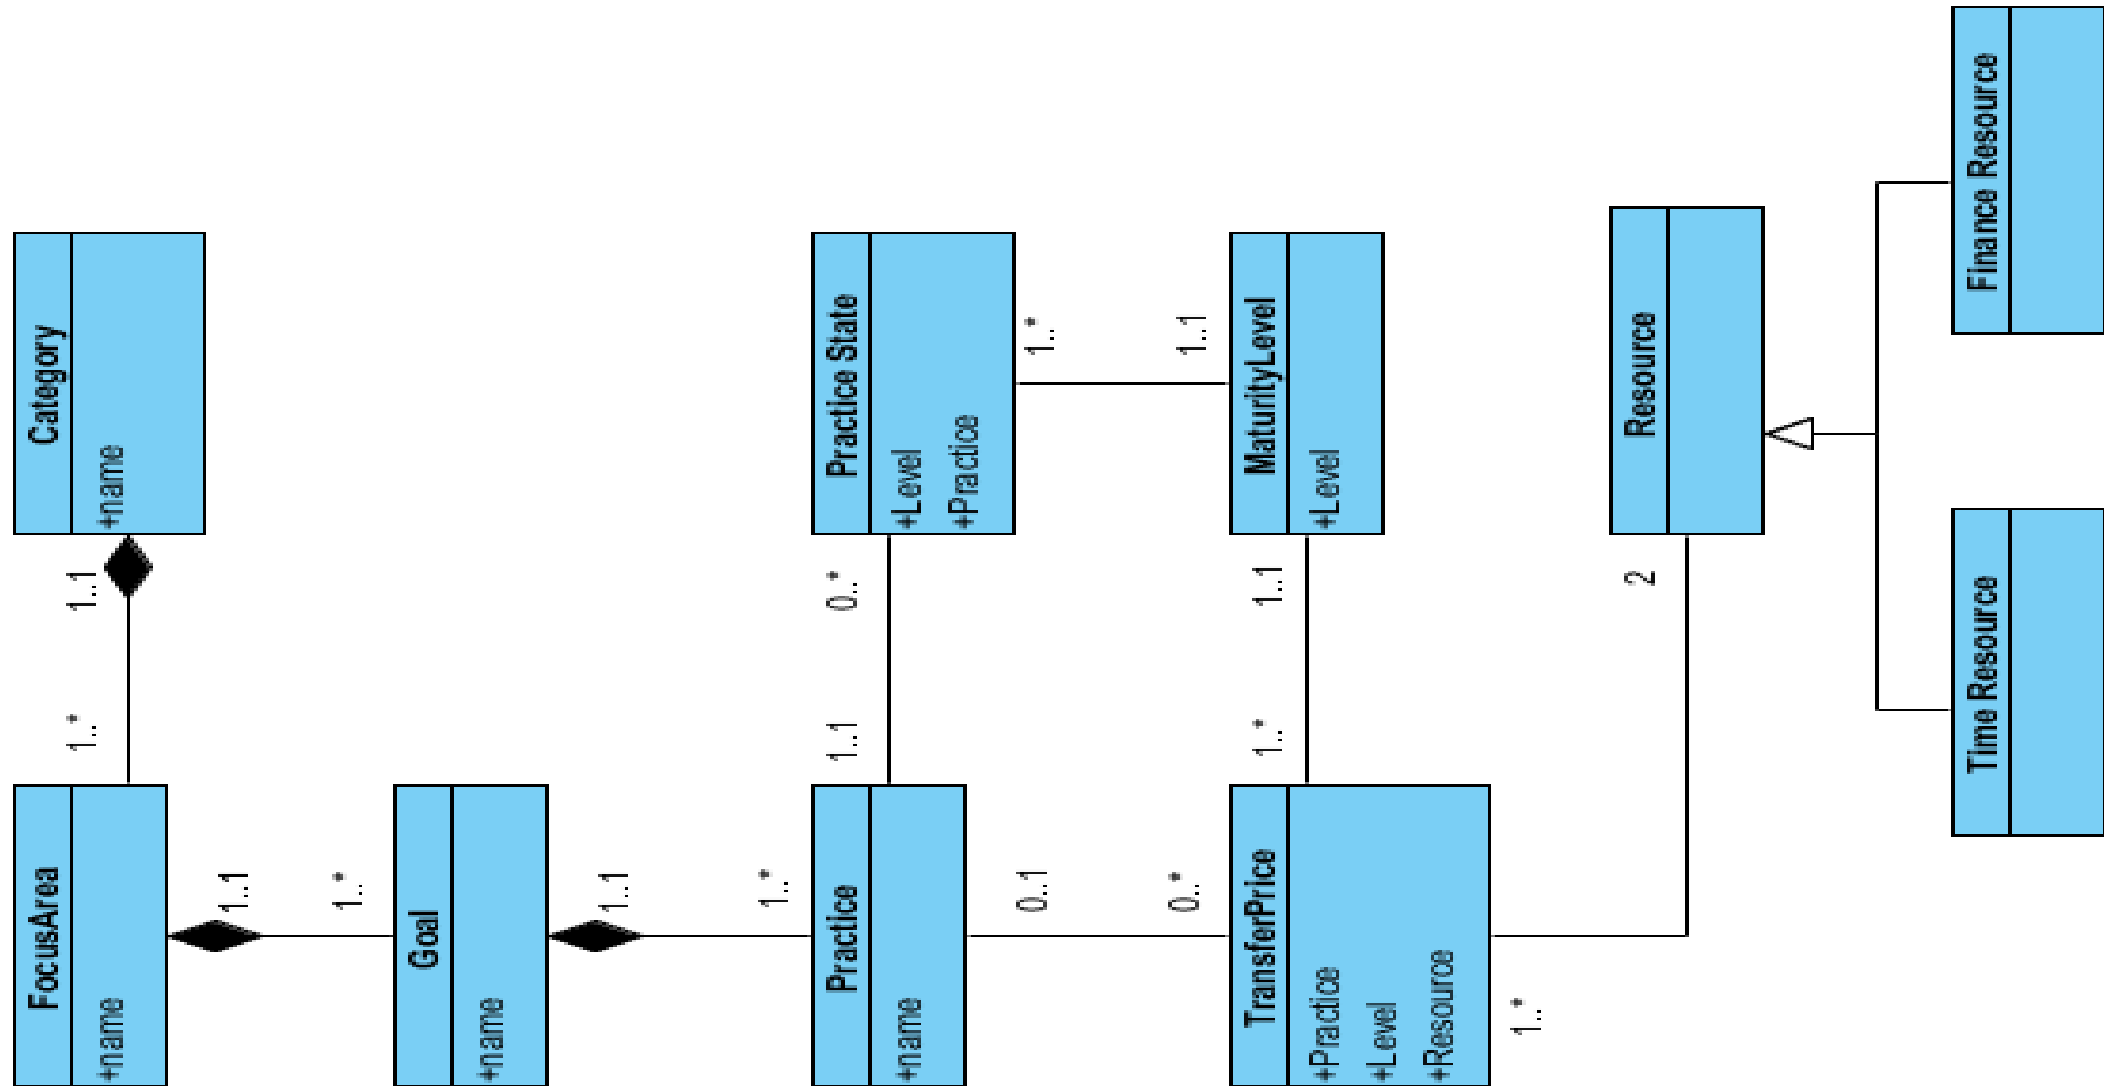 FocusArea
+name
1..*
1..1
Category
+name
1..1
1..*
Goal
+name
1..1
1..*
Practice
+name
1..1
0..*
Practice State
+Level
+Practice
0..1
0..*
1..*
1..1
TransferPrice
+Practice
+Level
+Resource
1..*
1..1
MaturityLevel
+Level
1..*
2
Resource
Time Resource
Finance Resource